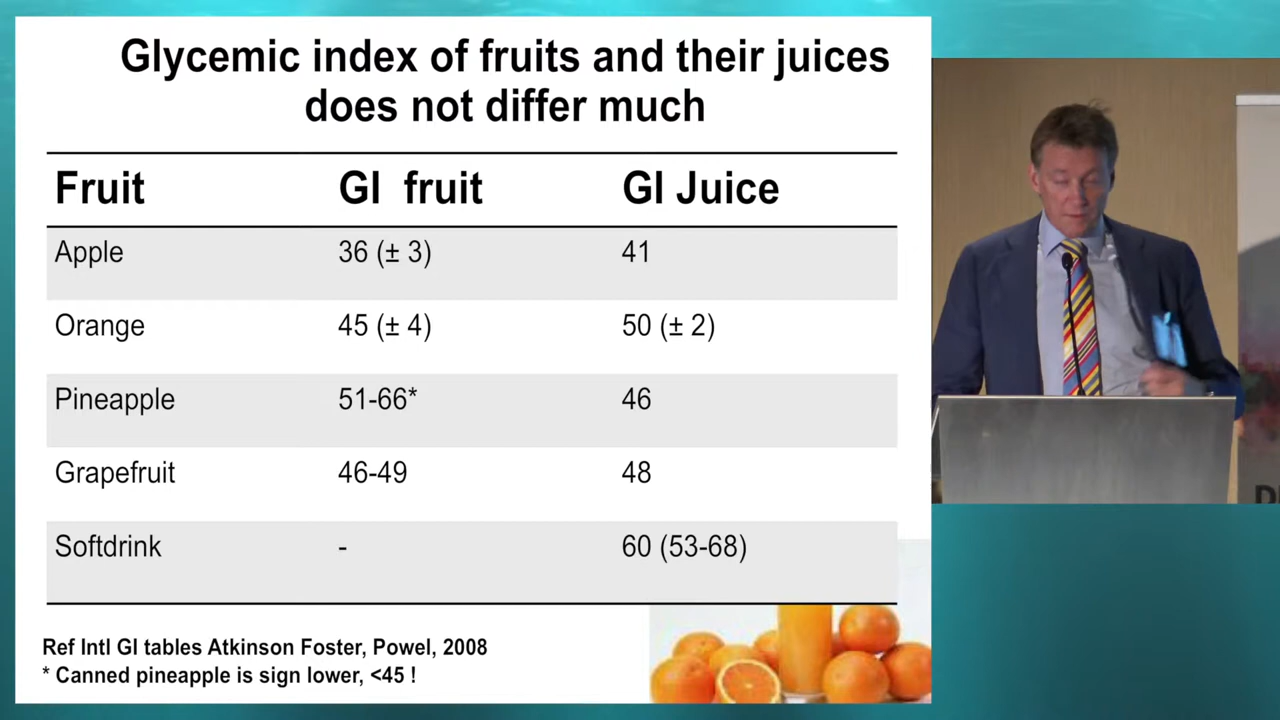 Glycemic index of fruits and their juices
does not differ much
Fruit GI fruit GI Juice
Apple 36 (± 3) 41
Orange 45 (± 4) 50 (± 2)
Pineapple 51-66* 46
Grapefruit 46-49 48
Softdrink - 60 (53-68)
Ref Intl GI tables Atkinson Foster, Powel, 2008
* Canned pineapple is sign lower, <45 !